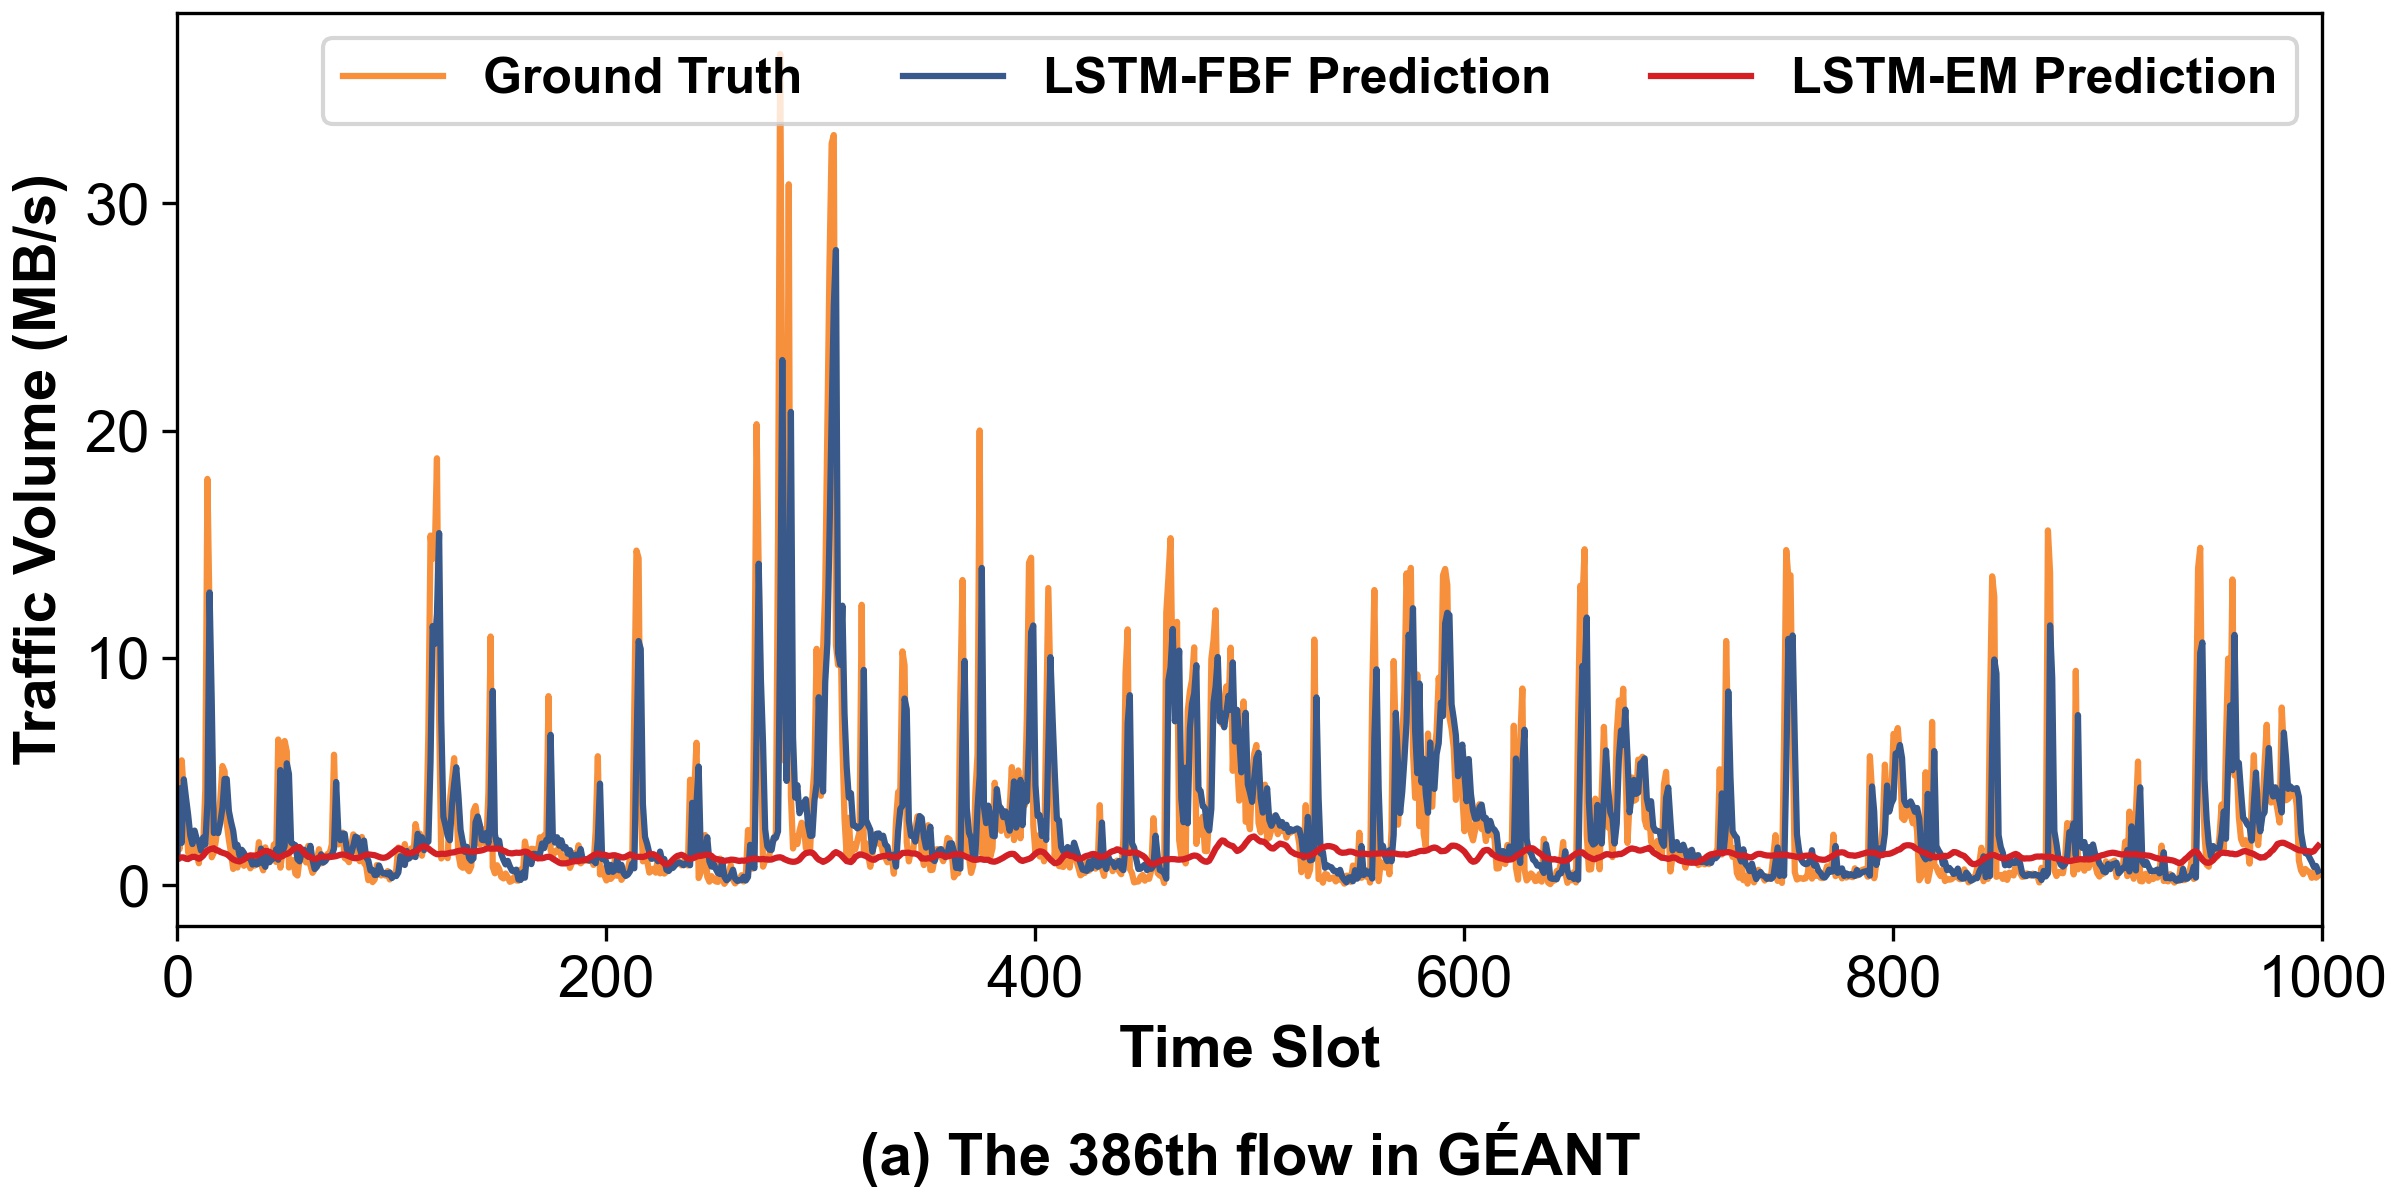 Ground Truth LSTM-FBF Prediction LSTM-EM Prediction
Traffic Volume (MB/s)
30
20
10
0
0 200 400 600 800 1000
Time Slot
(a) The 386th flow in GÉANT